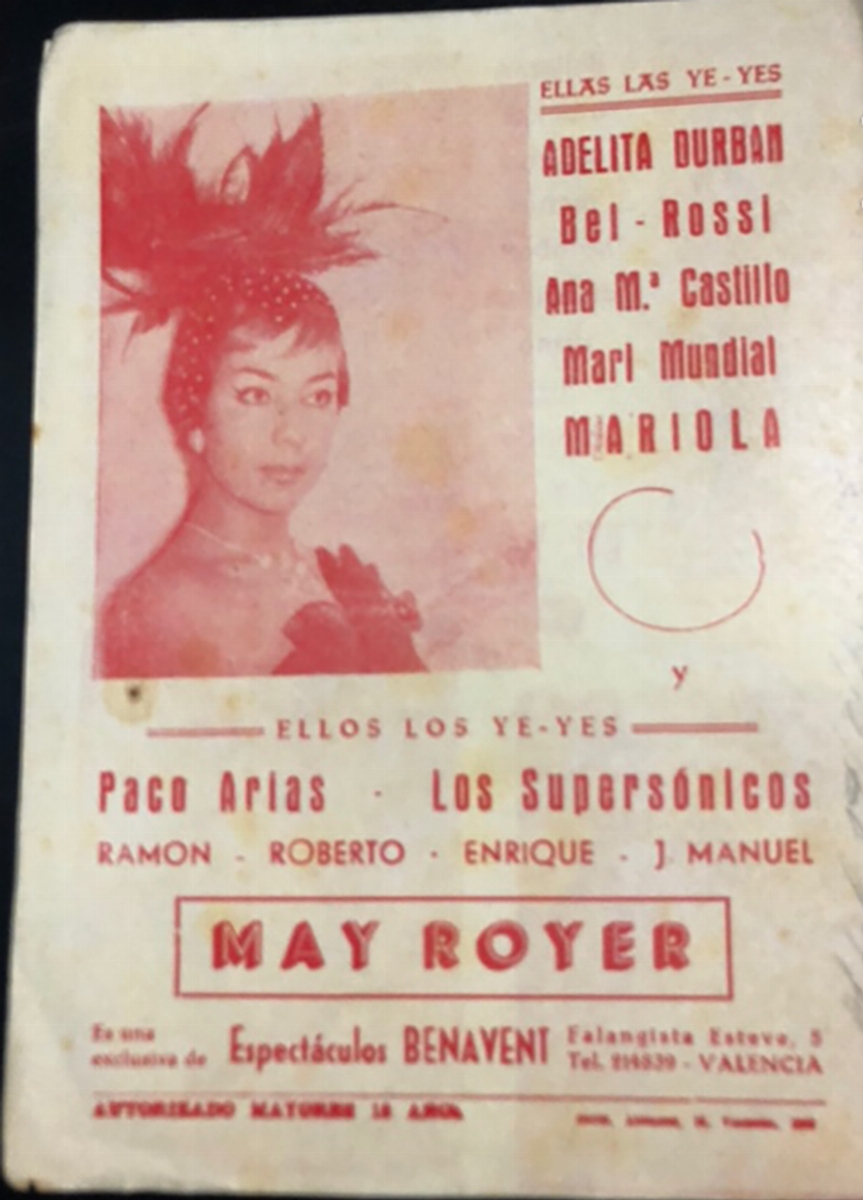 ELLAS LAS YE-YES
ADELITA DURBAN
Bel - Rossi
Ana M.ª Castillo
Mari Mundial
MARIOLA
y
ELLOS LOS YE-YES
Paco Arias - Los Supersónicos
RAMON - ROBERTO - ENRIQUE - J. MANUEL
MAY ROYER
Es una
exclusiva de Espectáculos BENAVENT
Falangista Esteve, 5
Tel. - VALENCIA
AUTORIZADO MAYORES 18 AÑOS